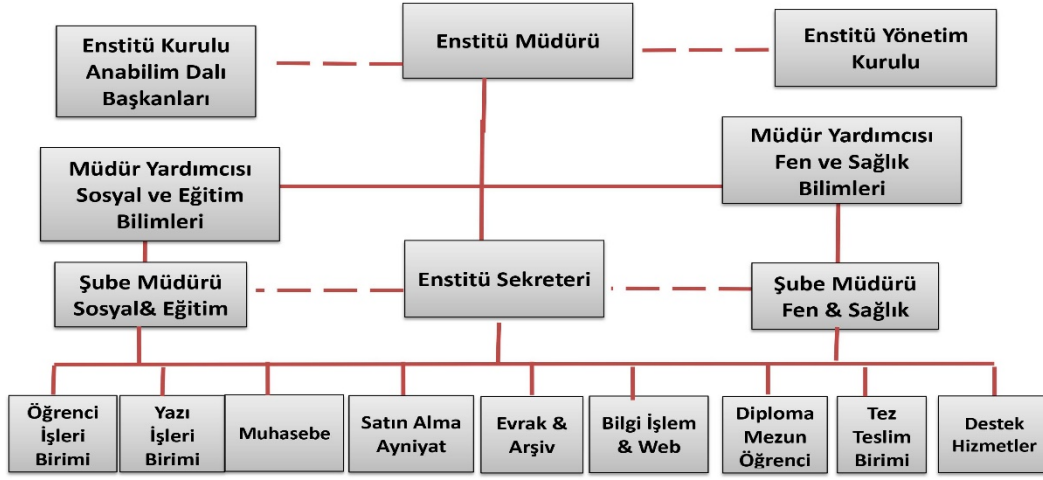 Enstitü Kurulu
Anabilim Dalı
Başkanları
Enstitü Müdürü
Enstitü Yönetim
Kurulu
Müdür Yardımcısı
Sosyal ve Eğitim
Bilimleri
Müdür Yardımcısı
Fen ve Sağlık
Bilimleri
Şube Müdürü
Sosyal& Eğitim
Enstitü Sekreteri
Şube Müdürü
Fen & Sağlık
Öğrenci
İşleri
Birimi
Yazı
İşleri
Birimi
Muhasebe
Satın Alma
Ayniyat
Evrak &
Arşiv
Bilgi İşlem
& Web
Diploma
Mezun
Öğrenci
Tez
Teslim
Birimi
Destek
Hizmetler